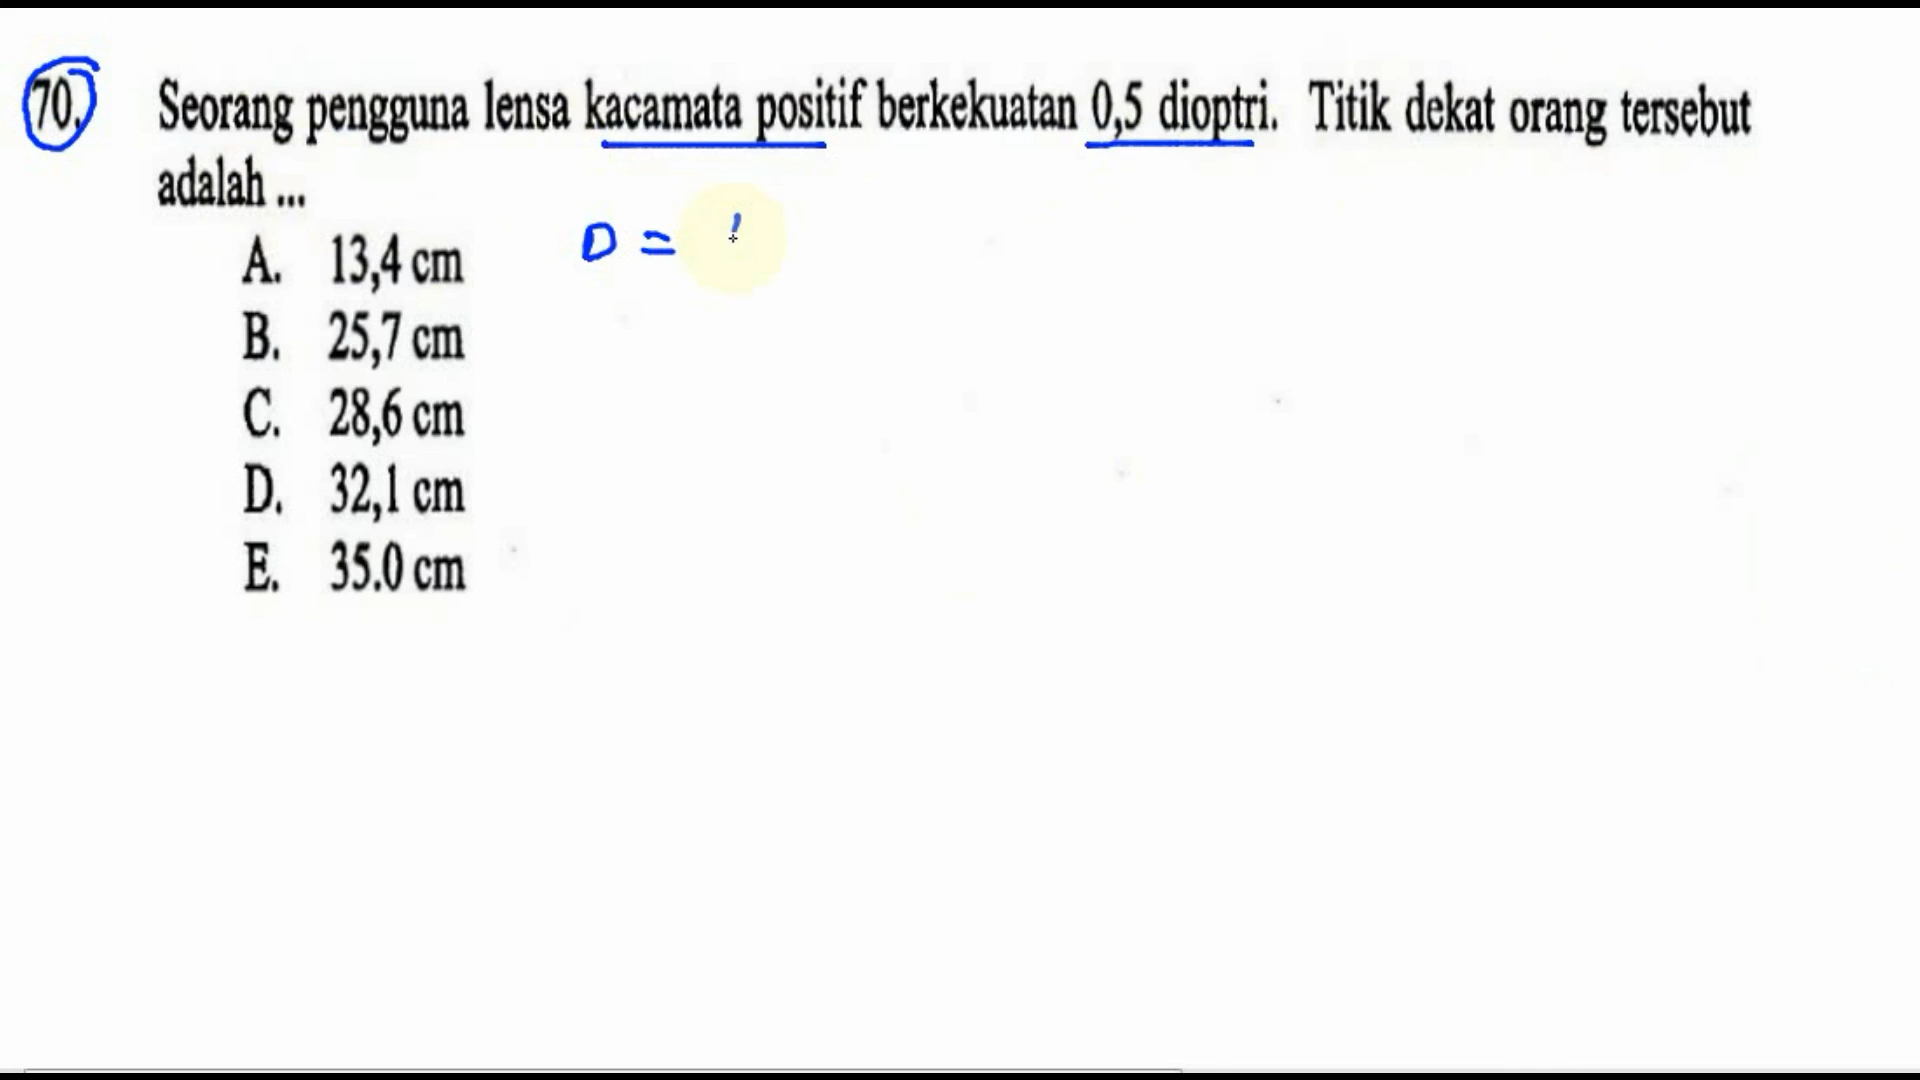 70. Seorang pengguna lensa kacamata positif berkekuatan 0,5 dioptri. Titik dekat orang tersebut
adalah ...
D =
A. 13,4 cm
B. 25,7 cm
C. 28,6 cm
D. 32,1 cm
E. 35.0 cm